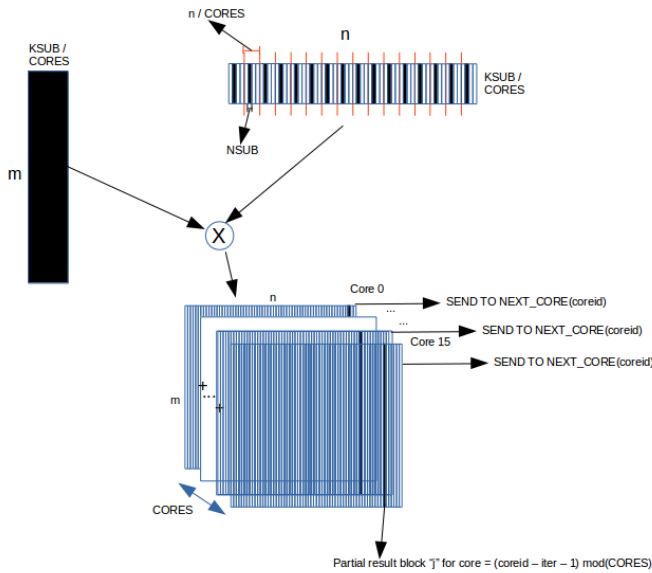 n / CORES
n
KSUB /
CORES
KSUB /
CORES
m
NSUB
X
n
Core 0
SEND TO NEXT_CORE(coreid)
...
...
SEND TO NEXT_CORE(coreid)
Core 15
SEND TO NEXT_CORE(coreid)
m
+
...
+
CORES
Partial result block “j” for core = (coreid – iter – 1) mod(CORES)